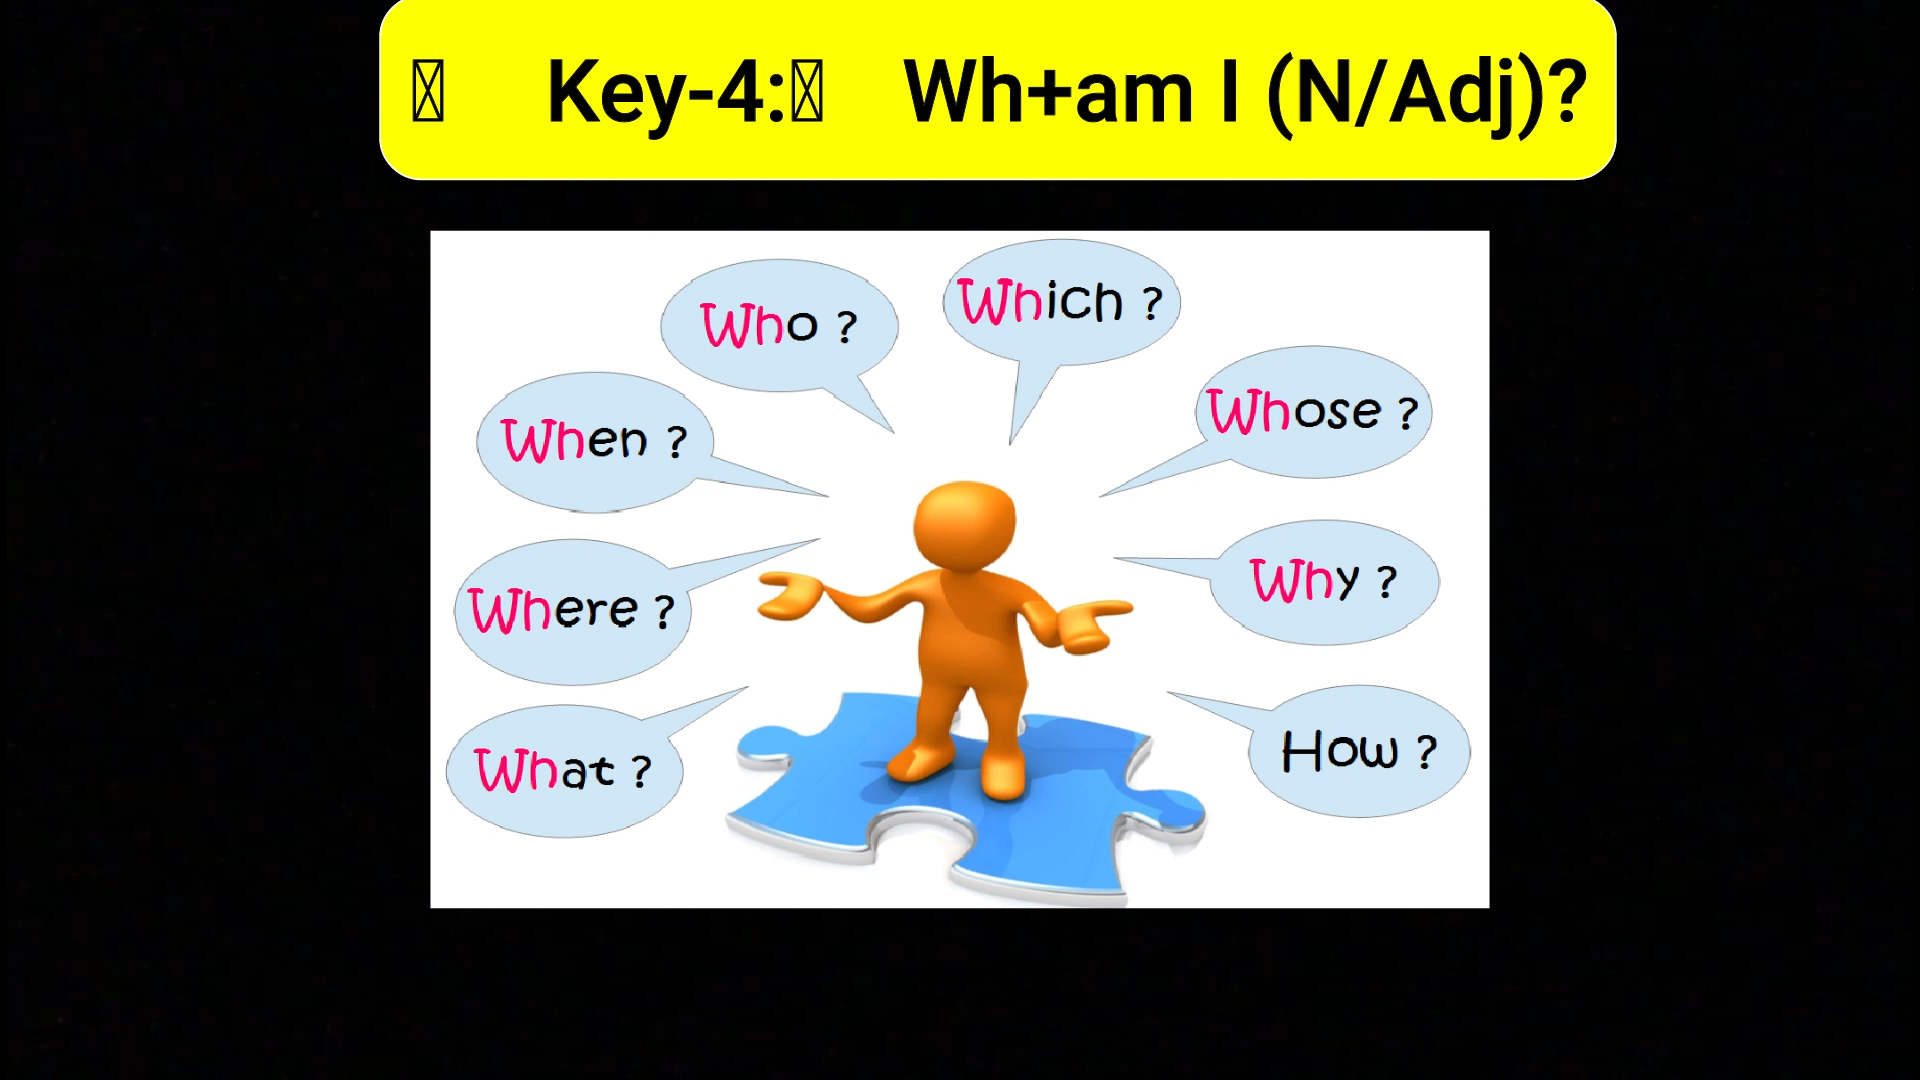 Key-4: Wh+am I (N/Adj)?
Who ?
Which ?
When ?
Whose ?
Where ?
Why ?
What ?
How ?